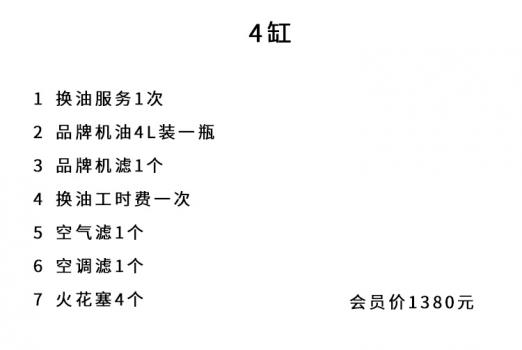 4缸
1 换油服务1次
2 品牌机油4L装一瓶
3 品牌机滤1个
4 换油工时费一次
5 空气滤1个
6 空调滤1个
7 火花塞4个
会员价1380元